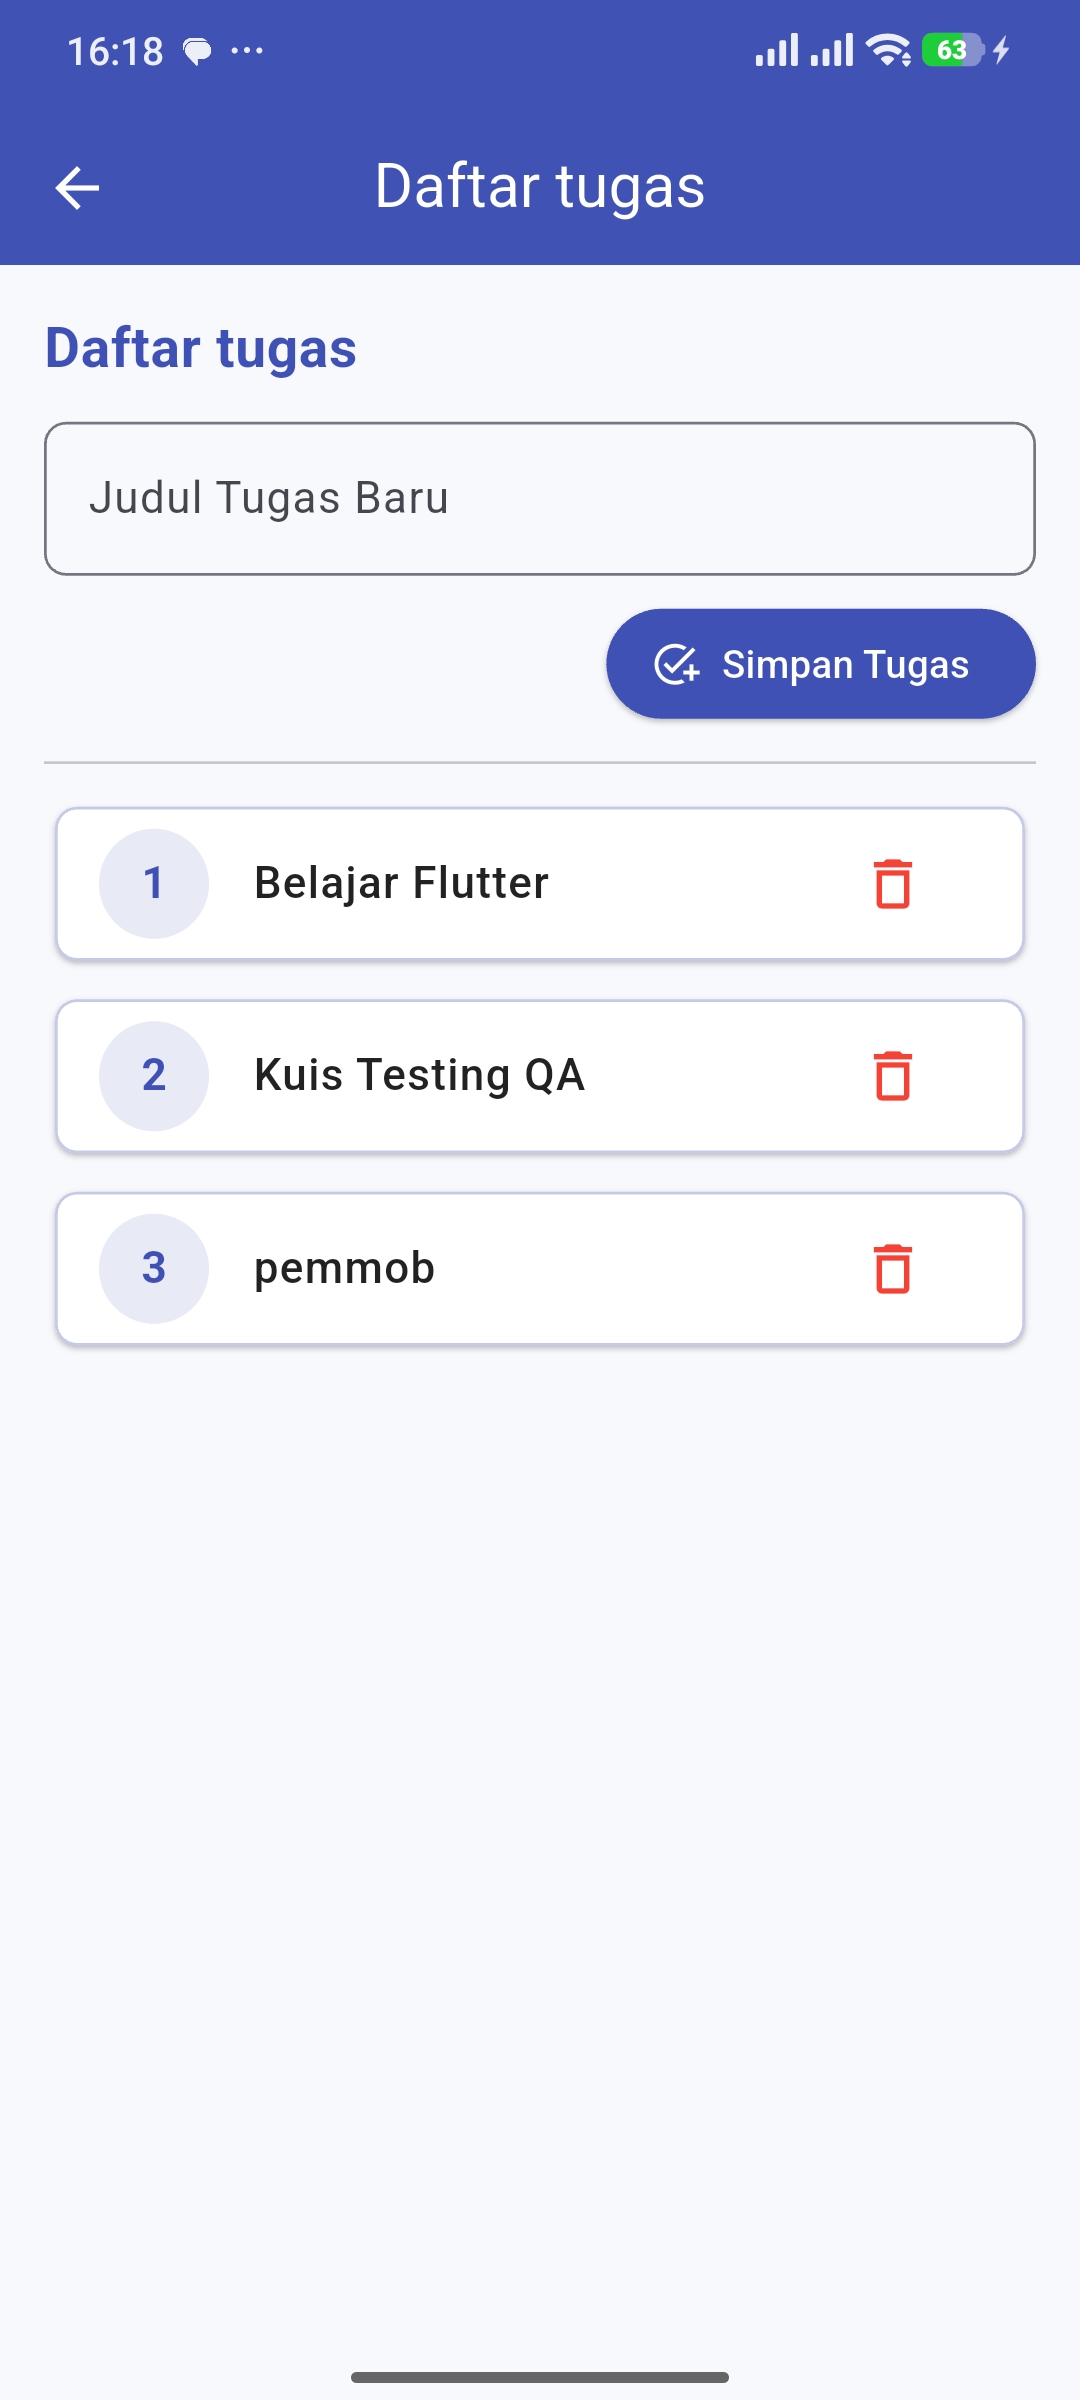 16:18
63
Daftar tugas
Daftar tugas
Judul Tugas Baru
Simpan Tugas
1 Belajar Flutter
2 Kuis Testing QA
3 pemmob